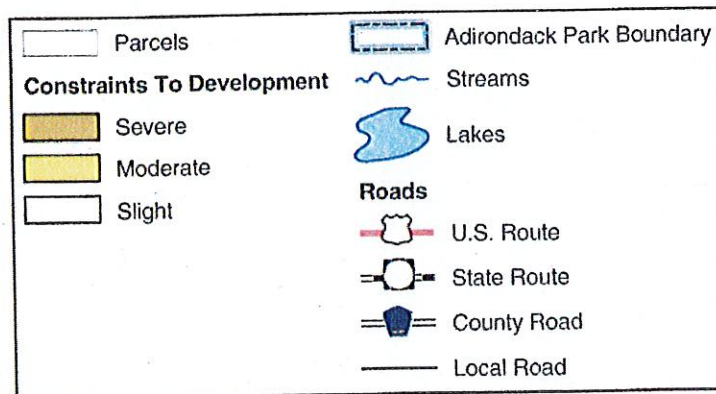 Parcels
Constraints To Development
Severe
Moderate
Slight
Adirondack Park Boundary
Streams
Lakes
Roads
U.S. Route
State Route
County Road
Local Road